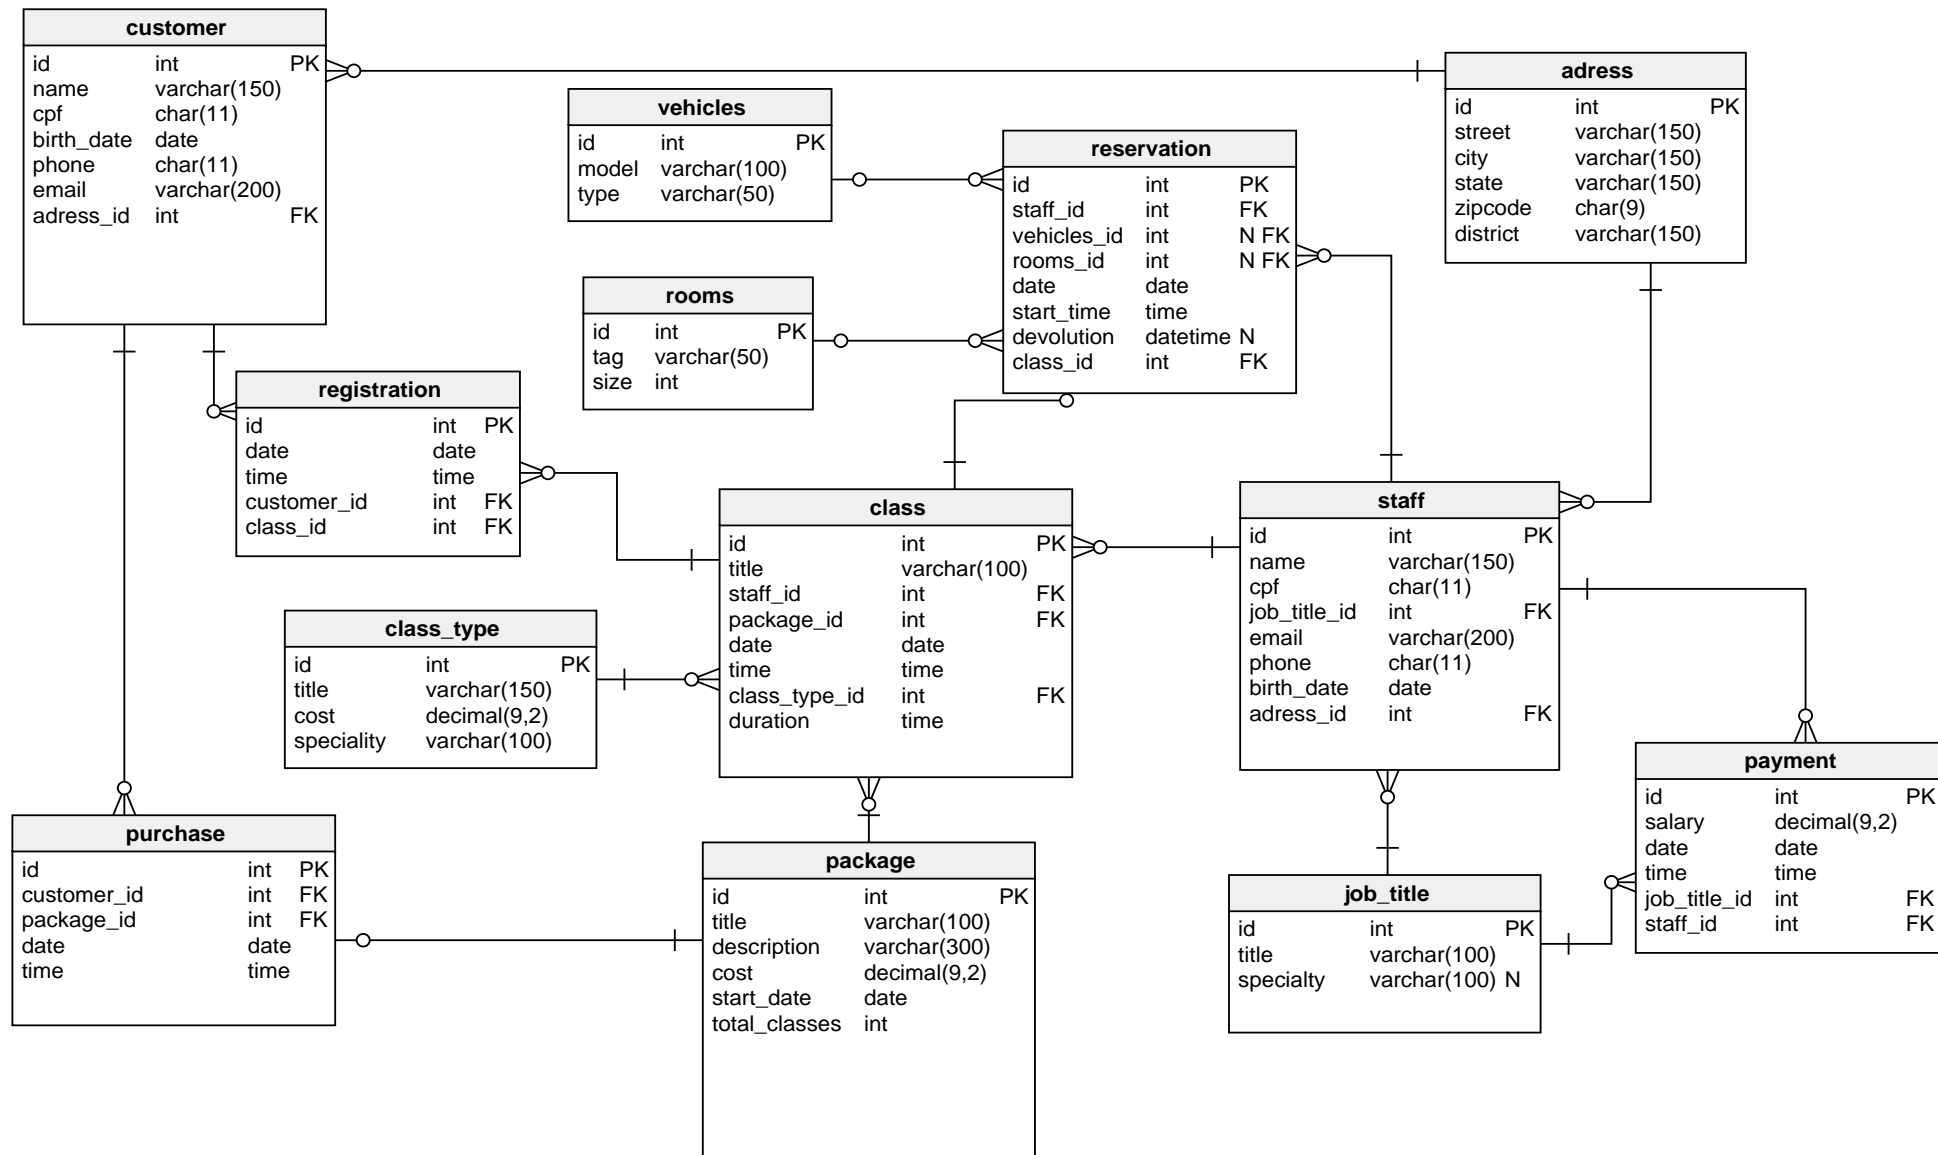 customer
id int PK
name varchar(150)
cpf char(11)
birth_date date
phone char(11)
email varchar(200)
adress_id int FK
adress
id int PK
street varchar(150)
city varchar(150)
state varchar(150)
zipcode char(9)
district varchar(150)
vehicles
id int PK
model varchar(100)
type varchar(50)
reservation
id int PK
staff_id int FK
vehicles_id int N FK
rooms_id int N FK
date date
start_time time
devolution datetime N
class_id int FK
rooms
id int PK
tag varchar(50)
size int
registration
id int PK
date date
time time
customer_id int FK
class_id int FK
class
id int PK
title varchar(100)
staff_id int FK
package_id int FK
date date
time time
class_type_id int FK
duration time
staff
id int PK
name varchar(150)
cpf char(11)
job_title_id int FK
email varchar(200)
phone char(11)
birth_date date
adress_id int FK
class_type
id int PK
title varchar(150)
cost decimal(9,2)
speciality varchar(100)
payment
id int PK
salary decimal(9,2)
date date
time time
job_title_id int FK
staff_id int FK
purchase
id int PK
customer_id int FK
package_id int FK
date date
time time
package
id int PK
title varchar(100)
description varchar(300)
cost decimal(9,2)
start_date date
total_classes int
job_title
id int PK
title varchar(100)
specialty varchar(100) N